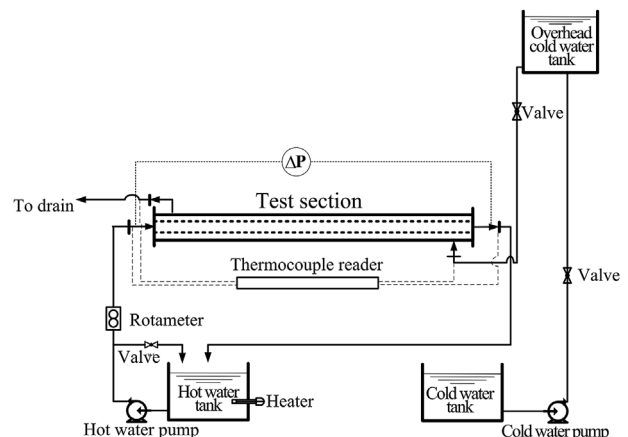 Overhead
cold water
tank
Valve
ΔP
To drain
Test section
Thermocouple reader
Valve
Rotameter
Valve
Hot water
tank
Heater
Cold water
tank
Hot water pump
Cold water pump